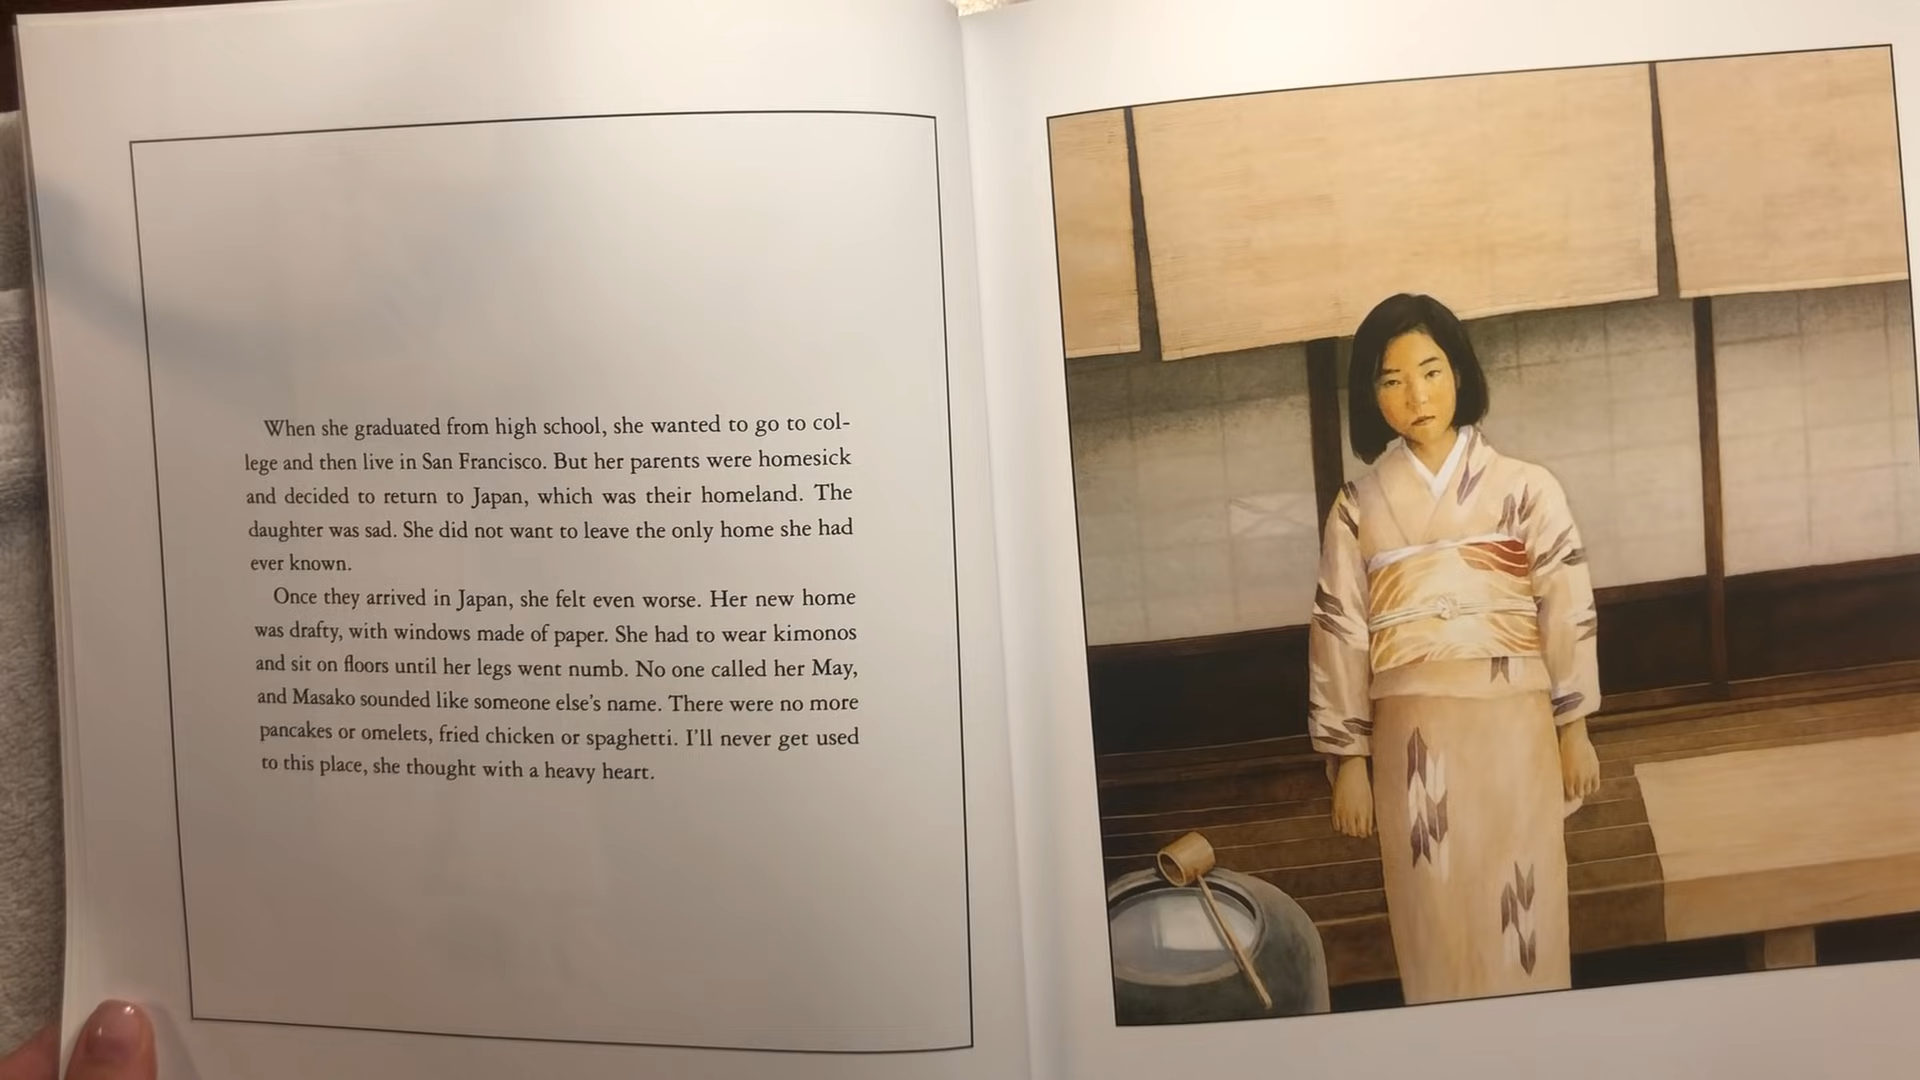 When she graduated from high school, she wanted to go to col-
lege and then live in San Francisco. But her parents were homesick
and decided to return to Japan, which was their homeland. The
daughter was sad. She did not want to leave the only home she had
ever known.
Once they arrived in Japan, she felt even worse. Her new home
was drafty, with windows made of paper. She had to wear kimonos
and sit on floors until her legs went numb. No one called her May,
and Masako sounded like someone else's name. There were no more
pancakes or omelets, fried chicken or spaghetti. I'll never get used
to this place, she thought with a heavy heart.